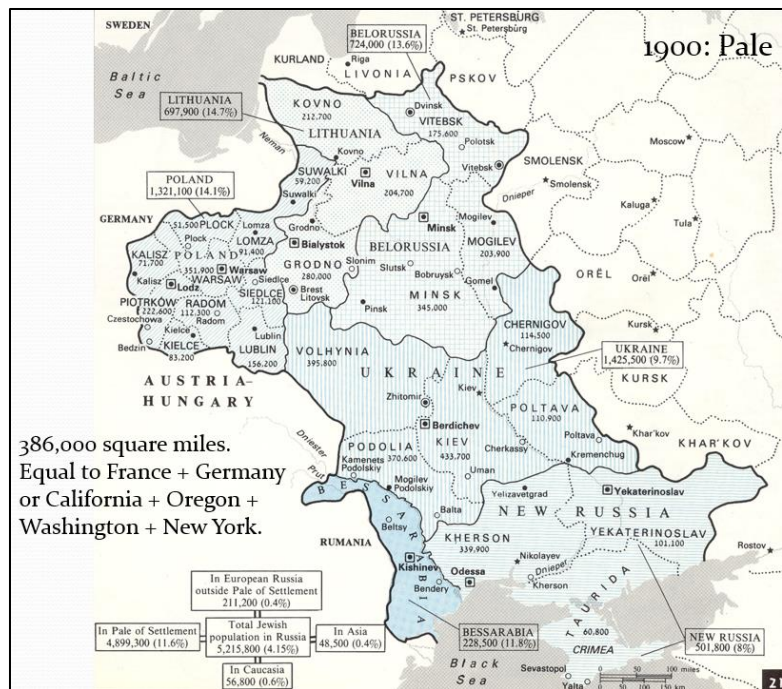 SWEDEN
ST. PETERSBURG
St. Petersburg
1900: Pale
BELORUSSIA
724,000 (13.6%)
KURLAND
Riga
LIVONIA
PSKOV
Baltic
Sea
KOVNO
212,700
Dvinsk
VITEBSK
175.600
LITHUANIA
697,900 (14.7%)
LITHUANIA
Polotsk
Moscow
Neman
Kovno
SUWALKI
59,200
VILNA
Vilna
204,700
Vitebsk
SMOLENSK
Smolensk
Dnieper
POLAND
1,321,100 (14.1%)
Suwalki
Kaluga
Tula
GERMANY
51,500
PLOCK
Lomza
Grodno
Minsk
Mogilev
MOGILEV
203.900
Plock
LOMZA
91,400
Bialystok
BELORUSSIA
KALISZ
71,700
POLAND
351,900
Warsaw
WARSAW
GRODNO
280,000
Slonim
Slutsk
Bobruysk
ORËL
Orël
Kalisz
Lodz
Siedlce
SIEDLCE
121,100
Brest
Litovsk
Gomel
PIOTRKÓW
222,600
RADOM
112,300
Radom
Pinsk
MINSK
345,000
CHERNIGOV
114,500
Czestochowa
Kielce
Lublin
Kursk
Bedzin
KIELCE
83,200
LUBLIN
156,200
VOLHYNIA
395,800
Chernigov
UKRAINE
1,425,500 (9.7%)
UKRAINE
KURSK
AUSTRIA-
HUNGARY
Kiev
Zhitomir
POLTAVA
110,900
Berdichev
Khar'kov
386,000 square miles.
Equal to France + Germany
or California + Oregon +
Washington + New York.
Dniester
Prut
PODOLIA
370,600
KIEV
433,700
Cherkassy
Poltava
KHAR'KOV
Kamenets
Podolskiy
Uman
Kremenchug
Mogilev
Podolskiy
Yelizavetgrad
Yekaterinoslav
BESSARABIA
Balta
NEW RUSSIA
Beltsy
YEKATERINOSLAV
101,100
RUMANIA
KHERSON
339,900
Rostov
Kishinev
Nikolayev
Dnieper
Bendery
Odessa
Kherson
In European Russia
outside Pale of Settlement
211,200 (0.4%)
TAURIDA
60,800
In Pale of Settlement
4,899,300 (11.6%)
Total Jewish
population in Russia
5,215,800 (4.15%)
In Asia
48,500 (0.4%)
BESSARABIA
228,500 (11.8%)
NEW RUSSIA
501,800 (8%)
CRIMEA
In Caucasia
56,800 (0.6%)
Black
Sea
Sevastopol
Yalta
0 50 100 miles
0 50 100 150 km
21